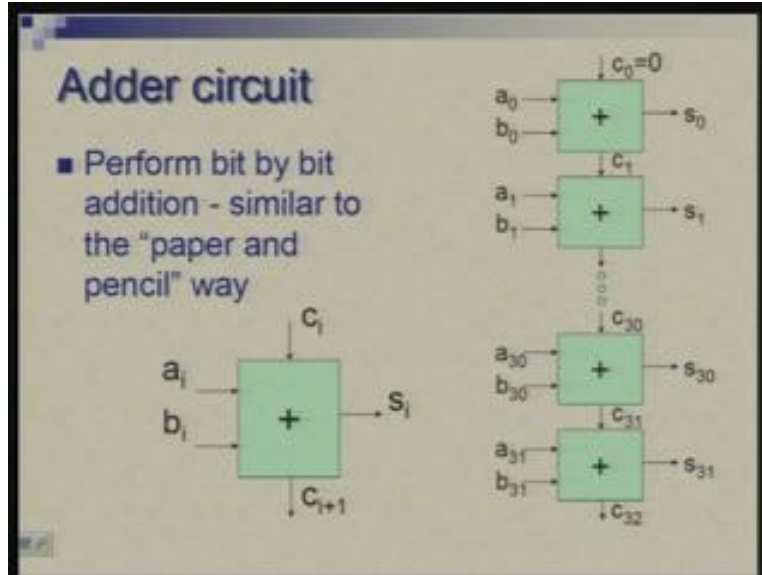 Adder circuit
■ Perform bit by bit
addition - similar to
the "paper and
pencil" way
cᵢ
aᵢ
bᵢ
+
sᵢ
cᵢ₊₁
c₀=0
a₀
b₀
+
s₀
c₁
a₁
b₁
+
s₁
c₃₀
a₃₀
b₃₀
+
s₃₀
c₃₁
a₃₁
b₃₁
+
s₃₁
c₃₂